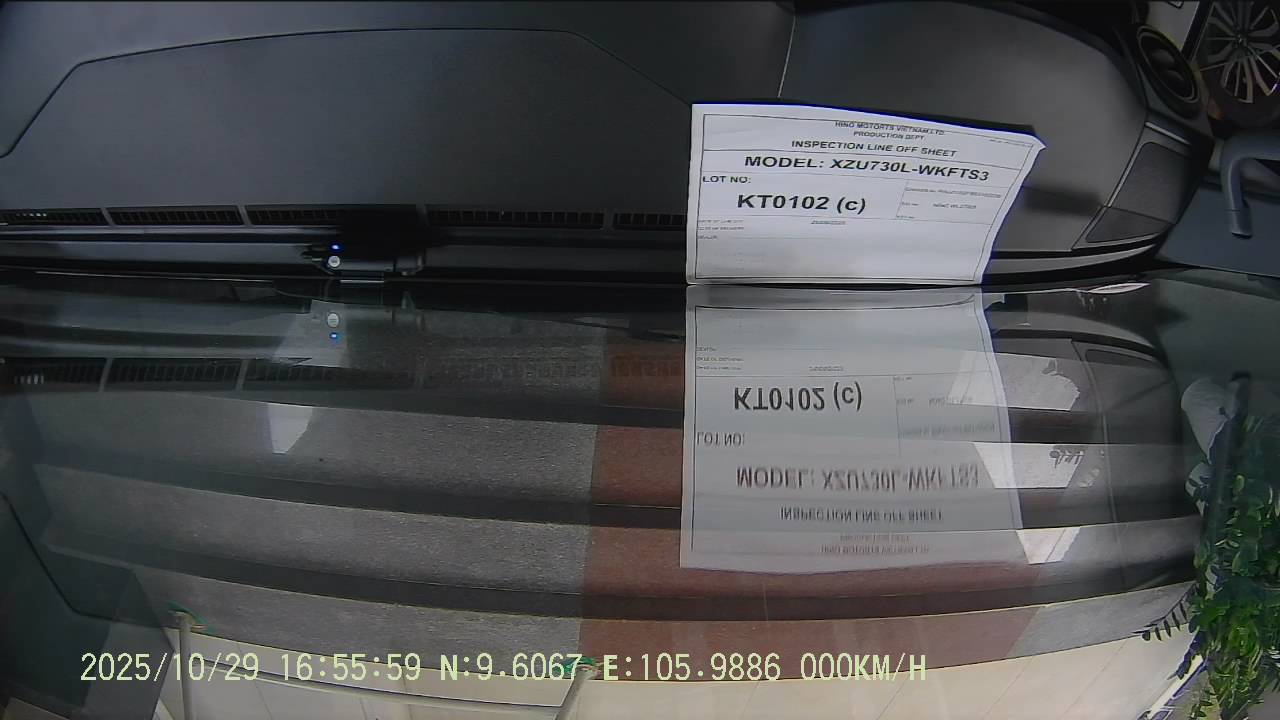 HINO MOTORTS VIETNAM,LTD
PRODUCTION DEPT
INSPECTION LINE OFF SHEET
MODEL: XZU730L-WKFTS3
LOT NO:
KT0102 (c)
2025/10/29 16:55:59 N:9.6067 E:105.9886 000KM/H